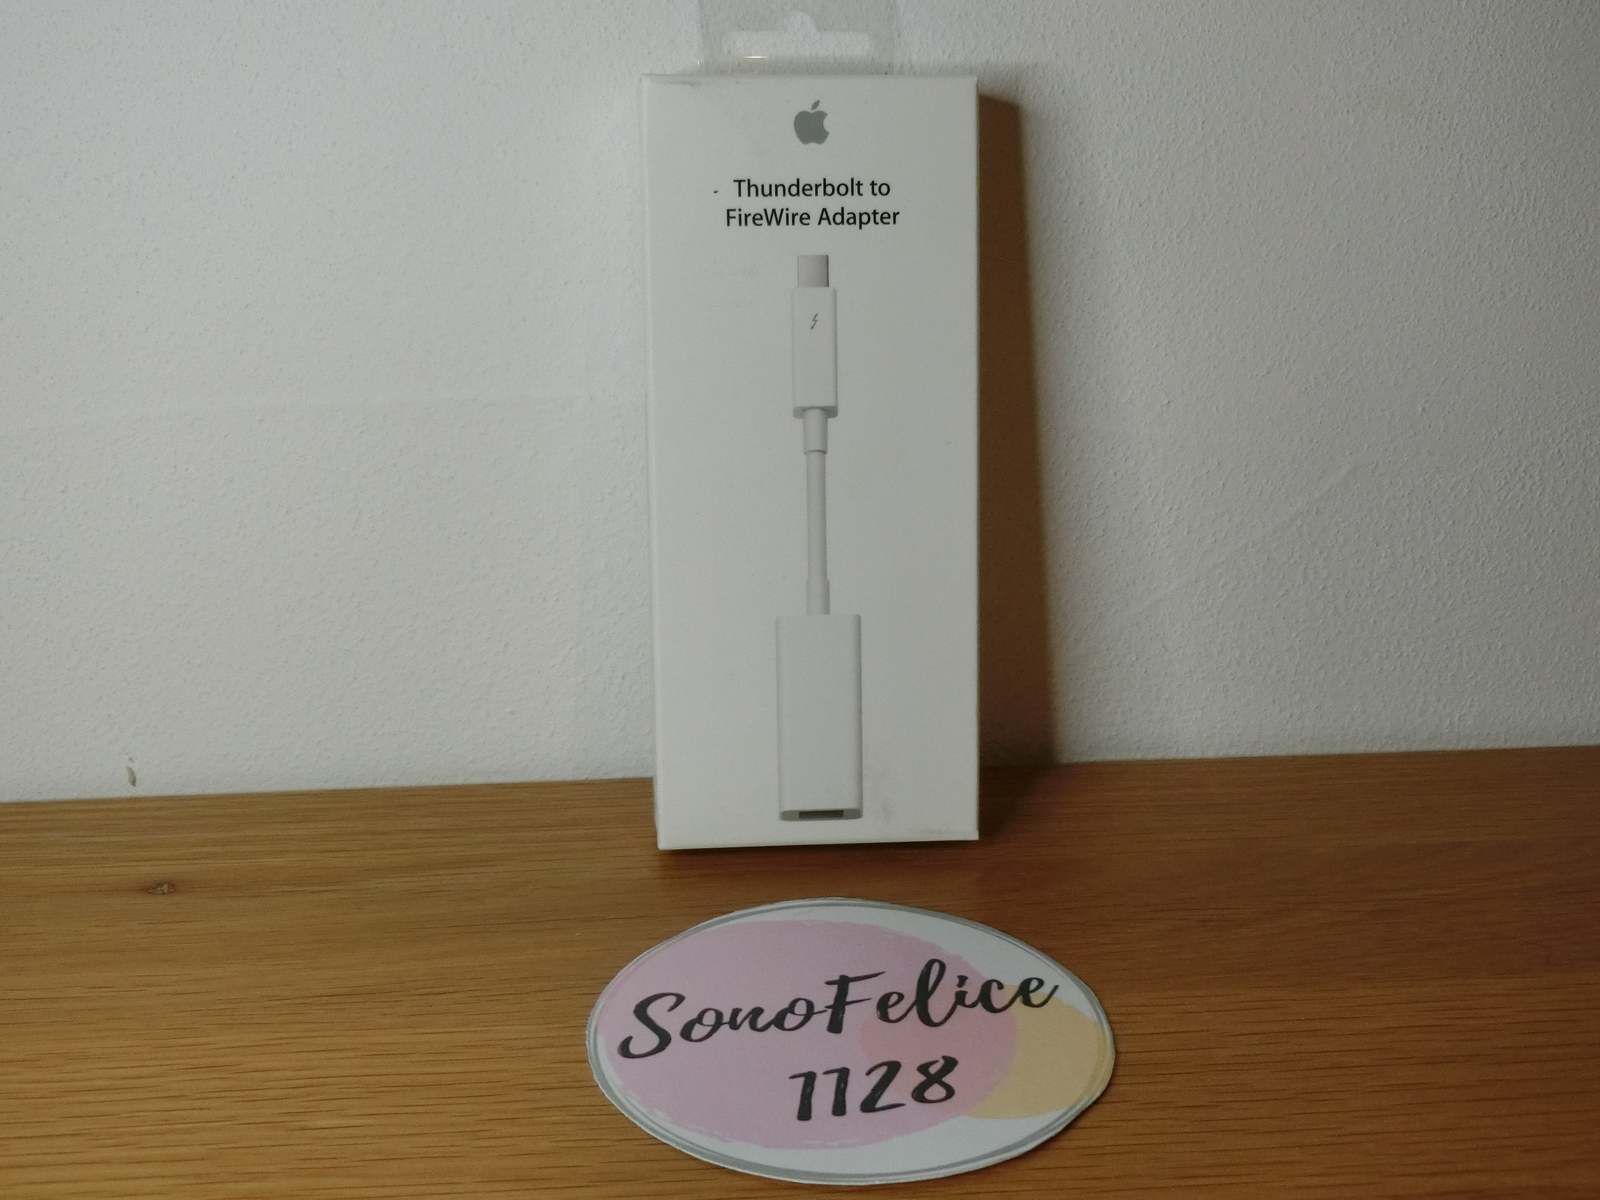 Thunderbolt to
FireWire Adapter
SonoFelice
1128